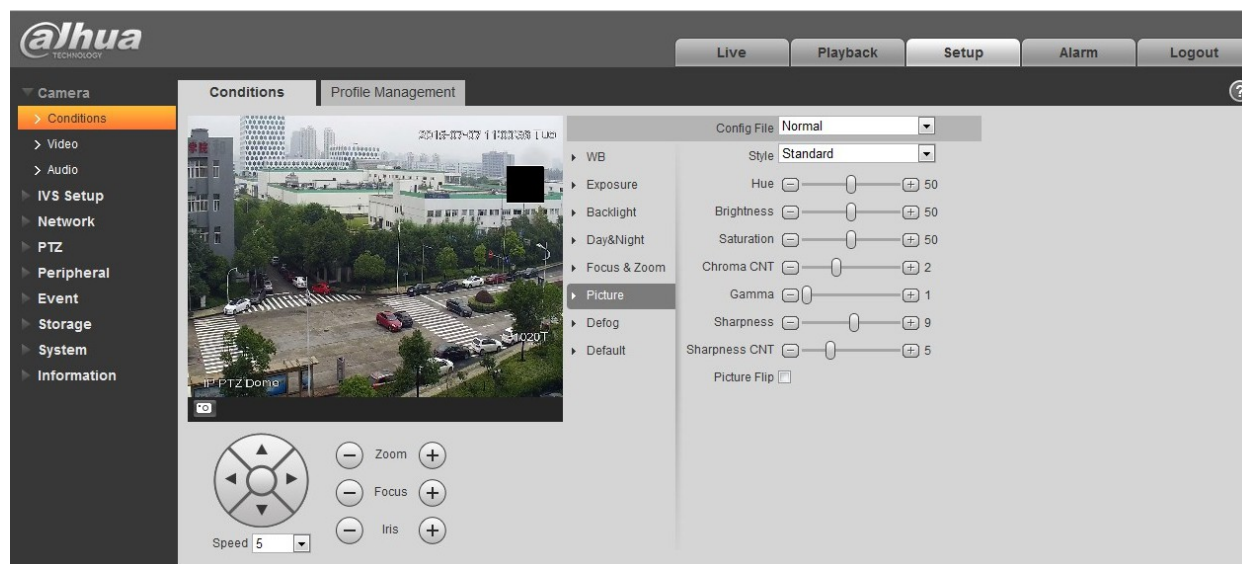 alhua
TECHNOLOGY
Live Playback Setup Alarm Logout
Camera
Conditions
Video
Audio
IVS Setup
Network
PTZ
Peripheral
Event
Storage
System
Information
Conditions Profile Management
IP PTZ Dome
Zoom
Focus
Iris
Speed 5
WB
Exposure
Backlight
Day&Night
Focus & Zoom
Picture
Defog
Default
Config File Normal
Style Standard
Hue 50
Brightness 50
Saturation 50
Chroma CNT 2
Gamma 1
Sharpness 9
Sharpness CNT 5
Picture Flip